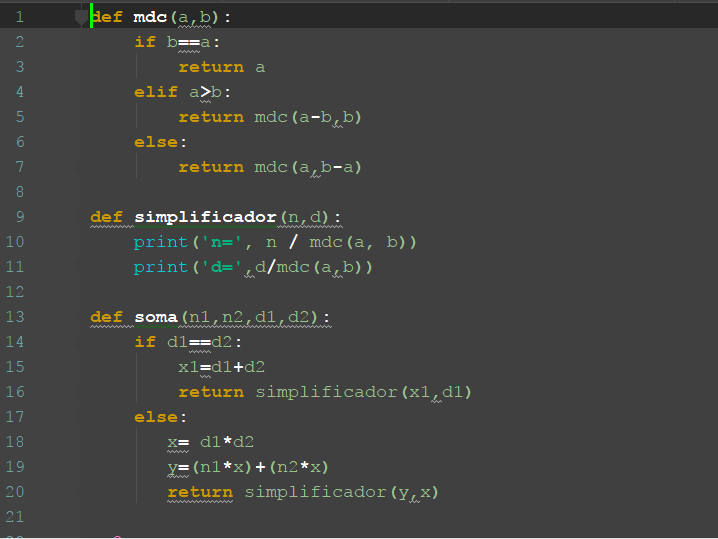 1 def mdc(a,b):
2 if b==a:
3 return a
4 elif a>b:
5 return mdc(a-b,b)
6 else:
7 return mdc(a,b-a)
8
9 def simplificador(n,d):
10 print('n=', n / mdc(a, b))
11 print('d=',d/mdc(a,b))
12
13 def soma(n1,n2,d1,d2):
14 if d1==d2:
15 x1=d1+d2
16 return simplificador(x1,d1)
17 else:
18 x= d1*d2
19 y=(n1*x)+(n2*x)
20 return simplificador(y,x)
21